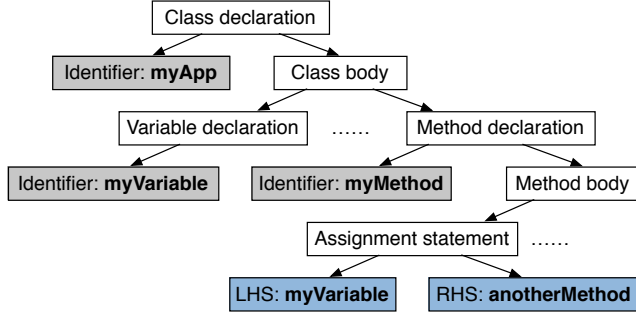 Class declaration
Identifier: myApp
Class body
Variable declaration
......
Method declaration
Identifier: myVariable
Identifier: myMethod
Method body
Assignment statement
......
LHS: myVariable
RHS: anotherMethod